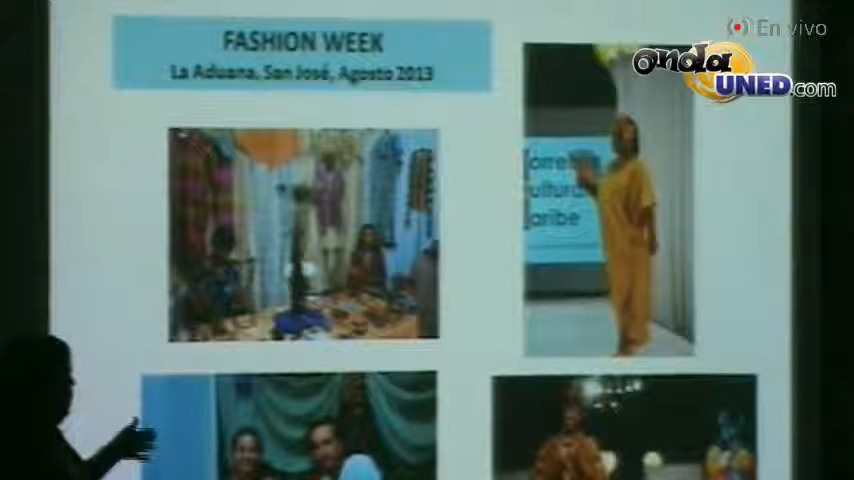 En vivo
onda
UNED.com
FASHION WEEK
La Aduana, San José, Agosto 2013